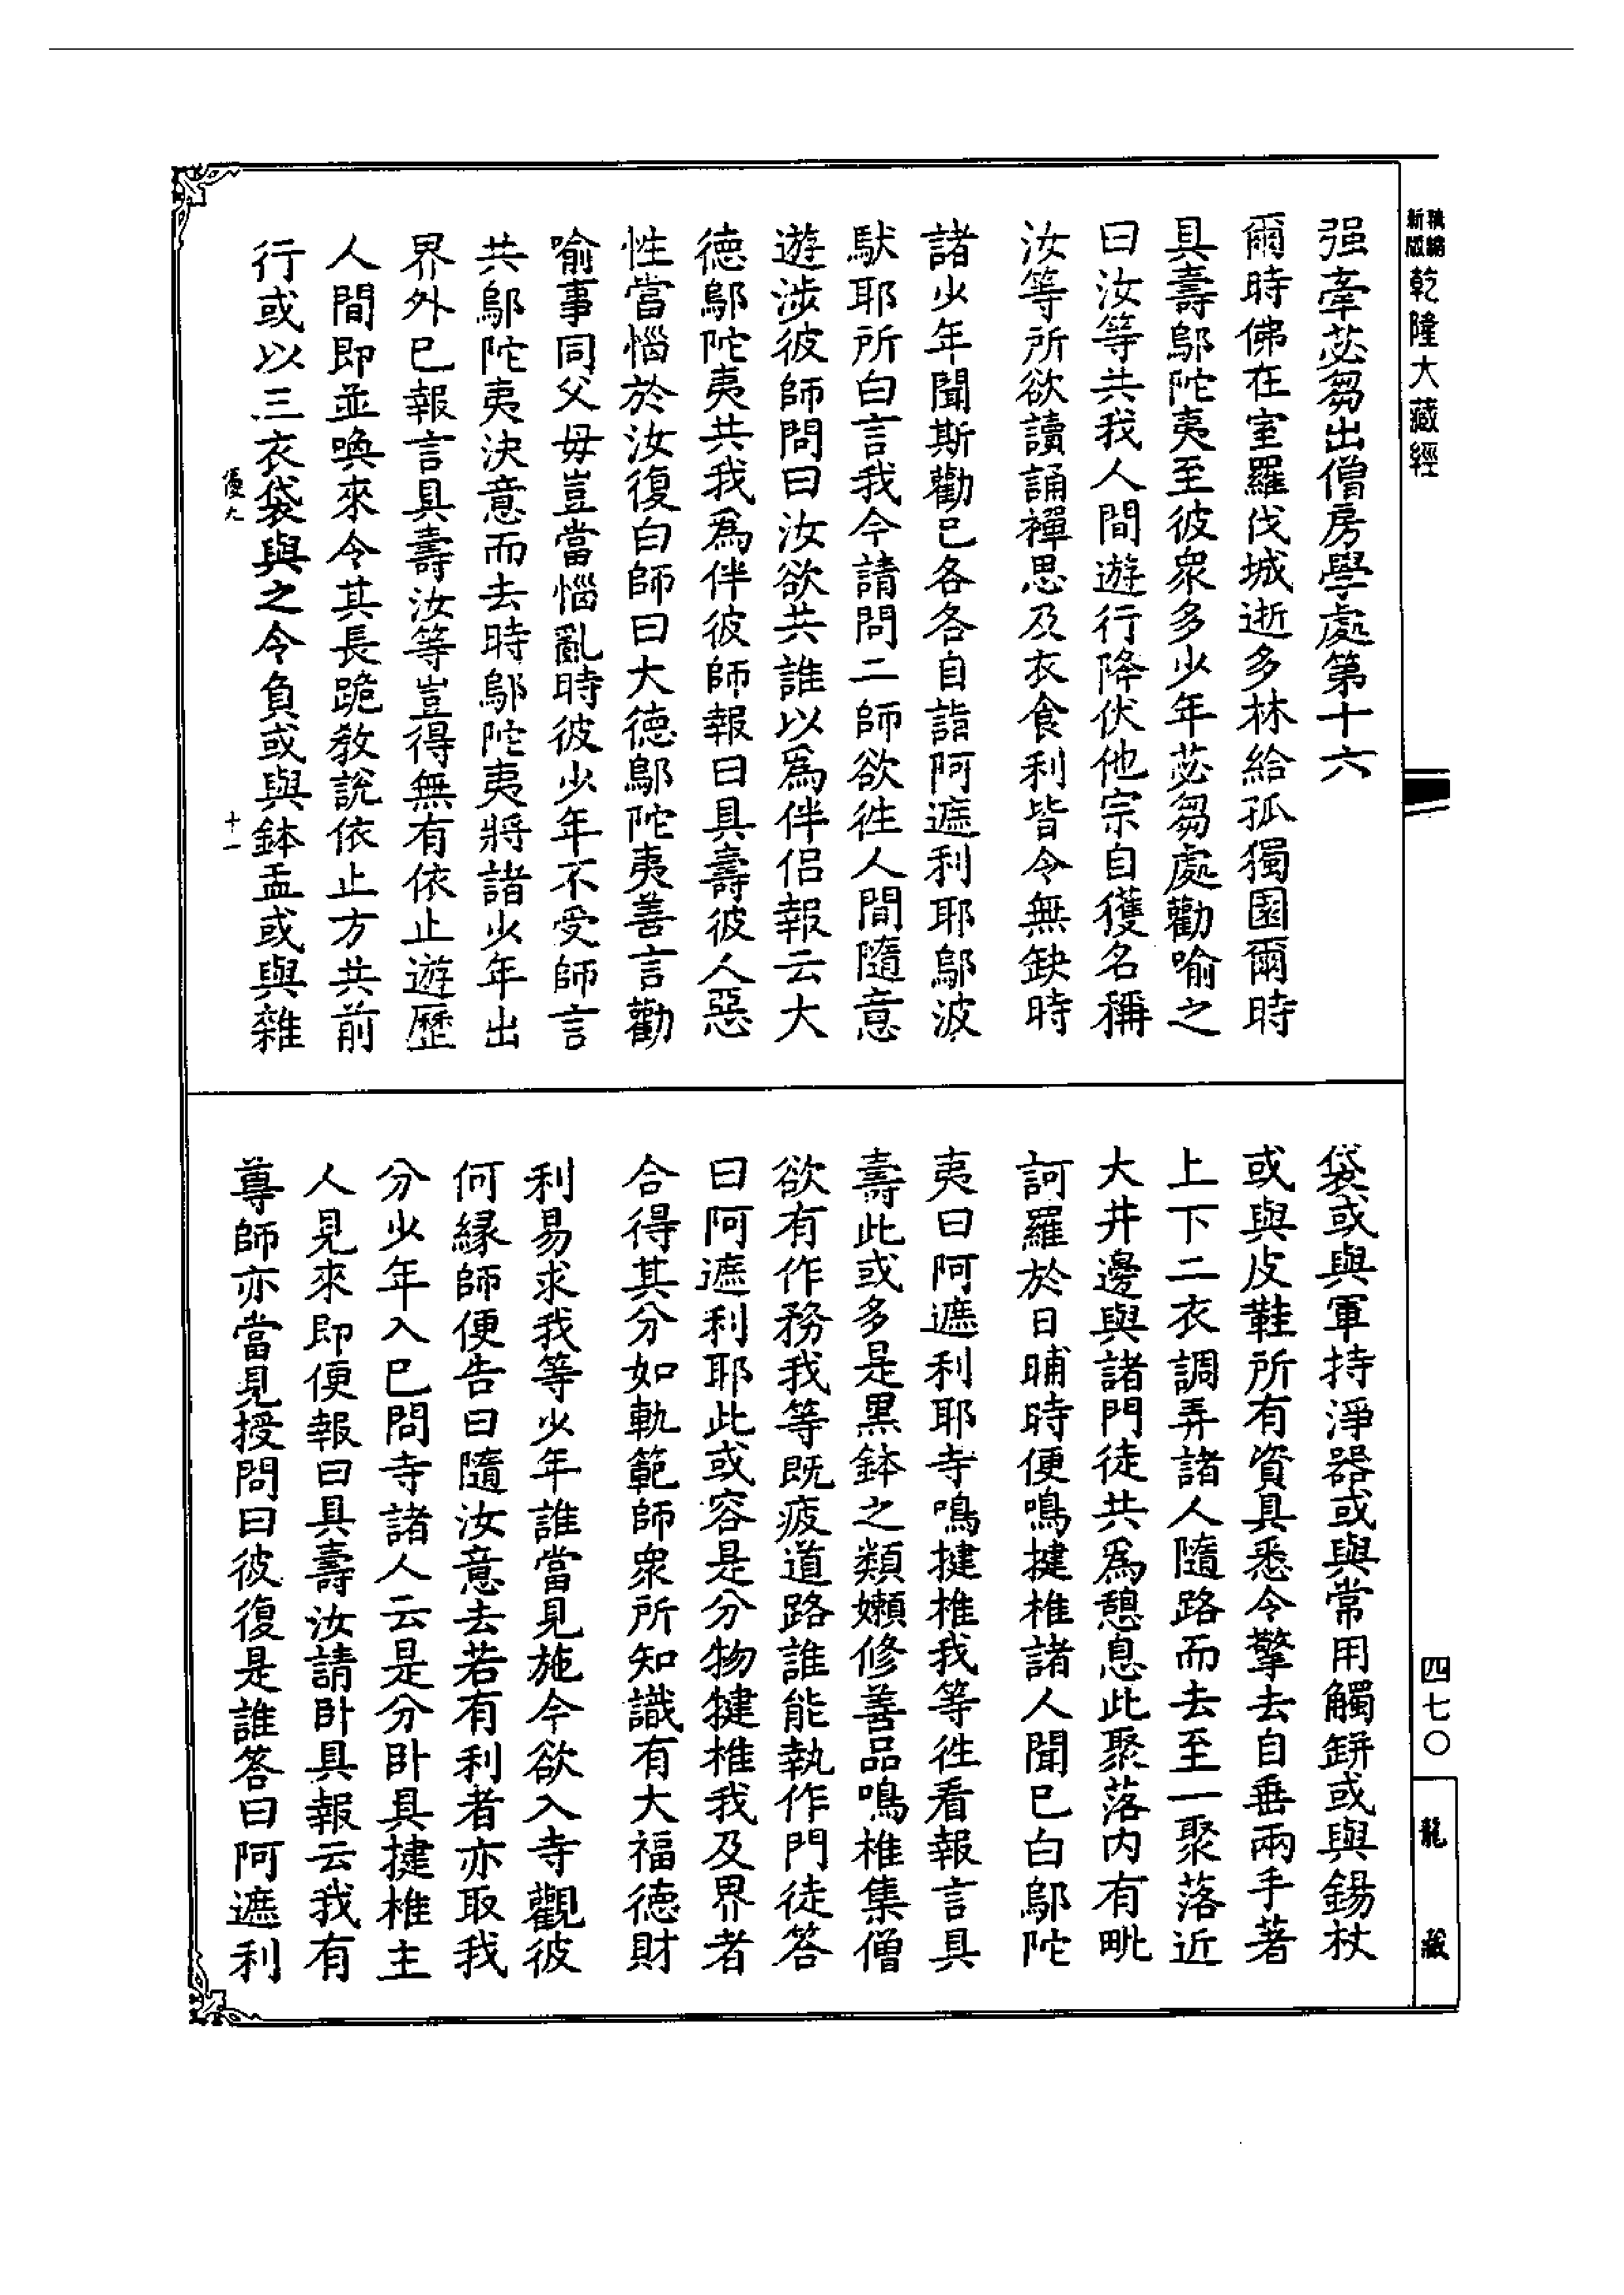 新編
新版
乾隆大藏經
强牽苾芻出僧房學處第十六
爾時佛在室羅伐城逝多林給孤獨園爾時
具壽鄔陀夷至彼衆多少年苾芻處勸喻之
曰汝等共我人間遊行降伏他宗自獲名稱
汝等所欲讀誦禪思及衣食利皆令無缺時
諸少年聞斯勸已各各自詣阿遮利耶鄔波
馱耶所白言我今請問二師欲徃人間隨意
遊涉彼師問曰汝欲共誰以爲伴侣報云大
德鄔陀夷共我爲伴彼師報曰具壽彼人惡
性當惱於汝復白師曰大德鄔陀夷善言勸
喻事同父母豈當惱亂時彼少年不受師言
共鄔陀夷決意而去時鄔陀夷將諸少年出
界外已報言具壽汝等豈得無有依止遊歷
人間即並喚來令其長跪教說依止方共前
行或以三衣袋與之令負或與鉢盂或與雜
優九
十一
袋或與軍持淨器或與常用觸缾或與錫杖
或與皮鞋所有資具悉令擎去自垂兩手著
上下二衣調弄諸人隨路而去至一聚落近
大井邊與諸門徒共爲憩息此聚落内有毗
訶羅於日晡時便鳴揵椎諸人聞已白鄔陀
夷曰阿遮利耶寺鳴揵椎我等徃看報言具
壽此或多是黒鉢之類嬾修善品鳴椎集僧
欲有作務我等既疲道路誰能執作門徒答
曰阿遮利耶此或容是分物揵椎我及界者
合得其分如軌範師衆所知識有大福德財
利易求我等少年誰當見施今欲入寺觀彼
何縁師便告曰隨汝意去若有利者亦取我
分少年入已問寺諸人云是分卧具揵椎主
人見來即便報曰具壽汝請卧具報云我有
尊師亦當見授問曰彼復是誰答曰阿遮利
四七〇
龍藏